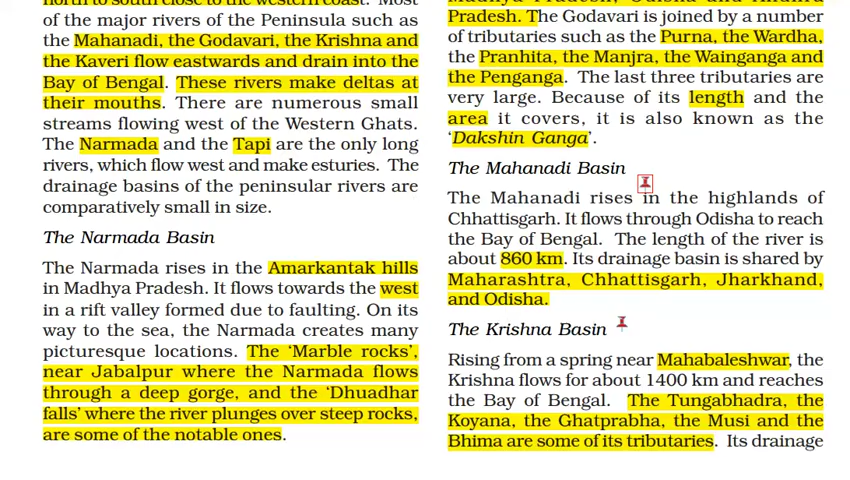 north to south close to the western coast. Most
of the major rivers of the Peninsula such as
the Mahanadi, the Godavari, the Krishna and
the Kaveri flow eastwards and drain into the
Bay of Bengal. These rivers make deltas at
their mouths. There are numerous small
streams flowing west of the Western Ghats.
The Narmada and the Tapi are the only long
rivers, which flow west and make esturies. The
drainage basins of the peninsular rivers are
comparatively small in size.
The Narmada Basin
The Narmada rises in the Amarkantak hills
in Madhya Pradesh. It flows towards the west
in a rift valley formed due to faulting. On its
way to the sea, the Narmada creates many
picturesque locations. The ‘Marble rocks’,
near Jabalpur where the Narmada flows
through a deep gorge, and the ‘Dhuadhar
falls’ where the river plunges over steep rocks,
are some of the notable ones.
Madhya Pradesh, Odisha and Andhra
Pradesh. The Godavari is joined by a number
of tributaries such as the Purna, the Wardha,
the Pranhita, the Manjra, the Wainganga and
the Penganga. The last three tributaries are
very large. Because of its length and the
area it covers, it is also known as the
‘Dakshin Ganga’.
The Mahanadi Basin
The Mahanadi rises in the highlands of
Chhattisgarh. It flows through Odisha to reach
the Bay of Bengal. The length of the river is
about 860 km. Its drainage basin is shared by
Maharashtra, Chhattisgarh, Jharkhand,
and Odisha.
The Krishna Basin
Rising from a spring near Mahabaleshwar, the
Krishna flows for about 1400 km and reaches
the Bay of Bengal. The Tungabhadra, the
Koyana, the Ghatprabha, the Musi and the
Bhima are some of its tributaries. Its drainage